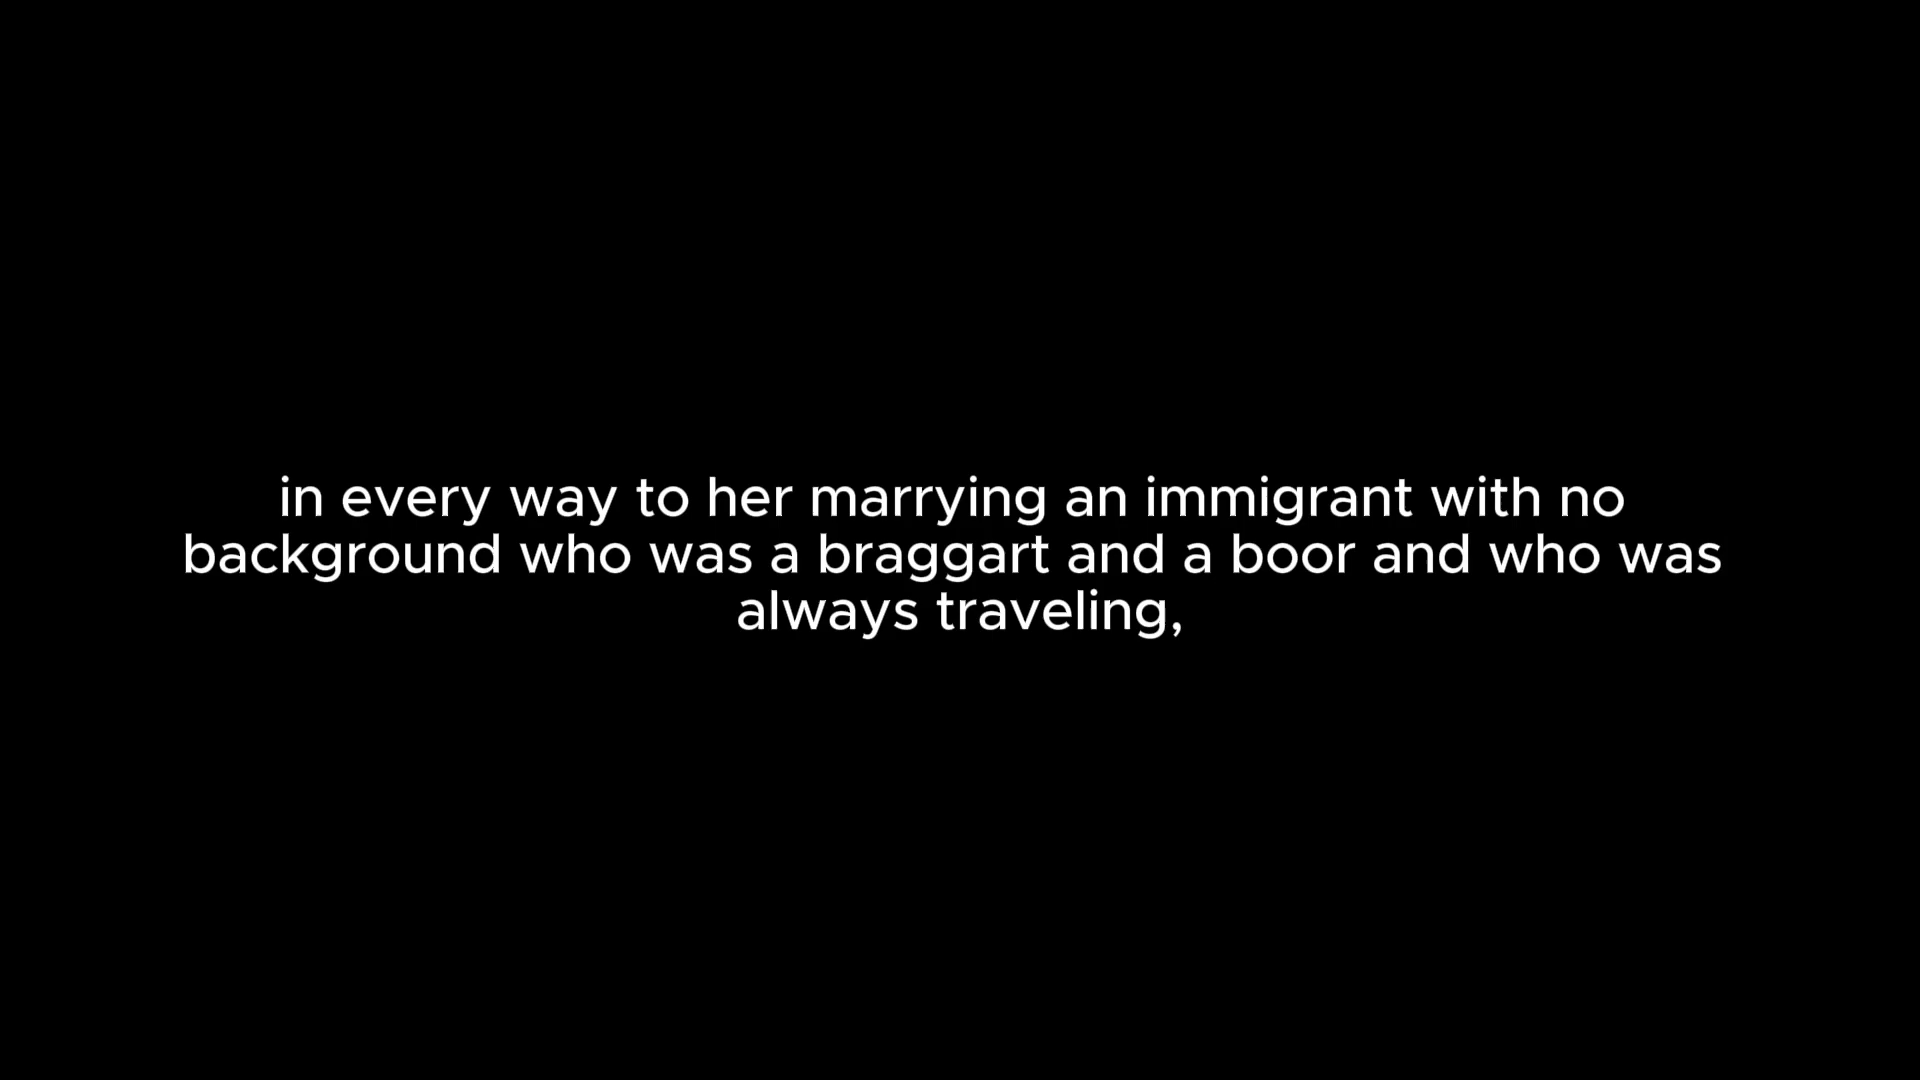 in every way to her marrying an immigrant with no
background who was a braggart and a boor and who was
always traveling,